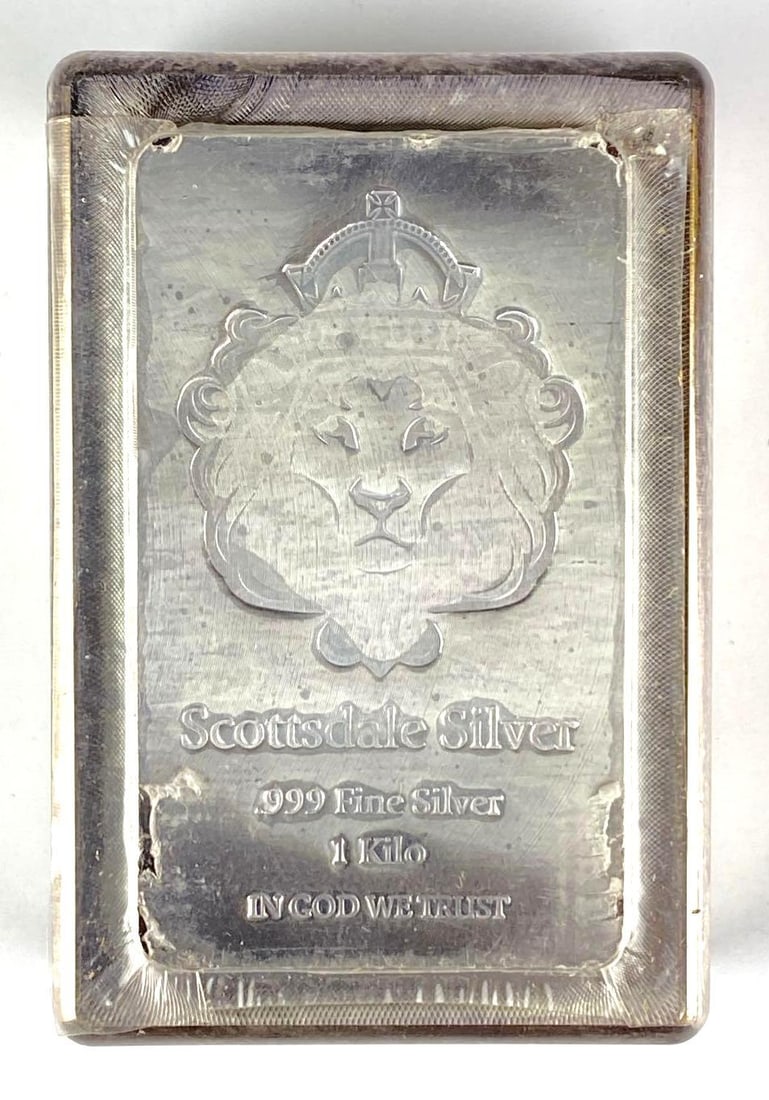 Scottsdale Silver
.999 Fine Silver
1 Kilo
IN GOD WE TRUST